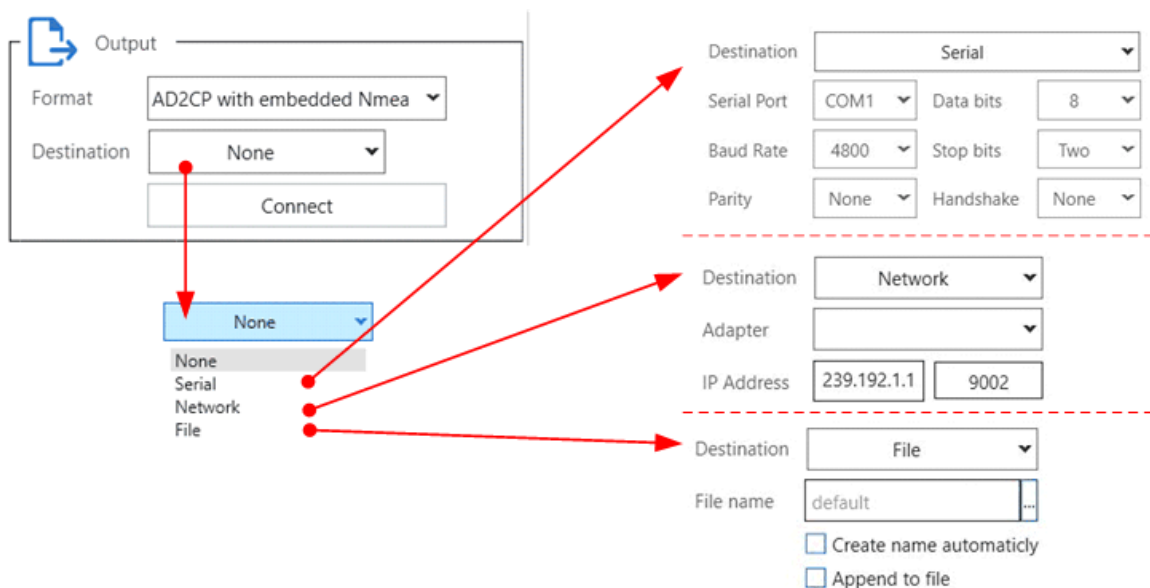 Output
Format AD2CP with embedded Nmea
Destination None
Connect
None
None
Serial
Network
File
Destination Serial
Serial Port COM1 Data bits 8
Baud Rate 4800 Stop bits Two
Parity None Handshake None
Destination Network
Adapter
IP Address 239.192.1.1 9002
Destination File
File name default ...
Create name automaticly
Append to file